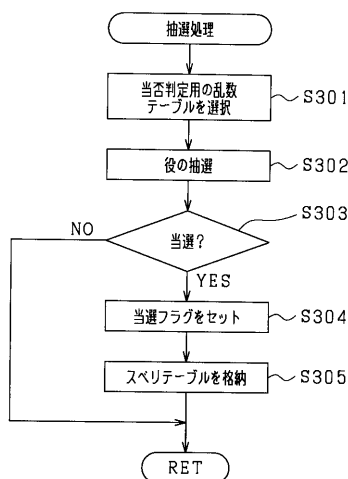 抽選処理
当否判定用の乱数
テーブルを選択
S301
役の抽選
S302
当選?
S303
NO
YES
当選フラグをセット
S304
スベリテーブルを格納
S305
RET